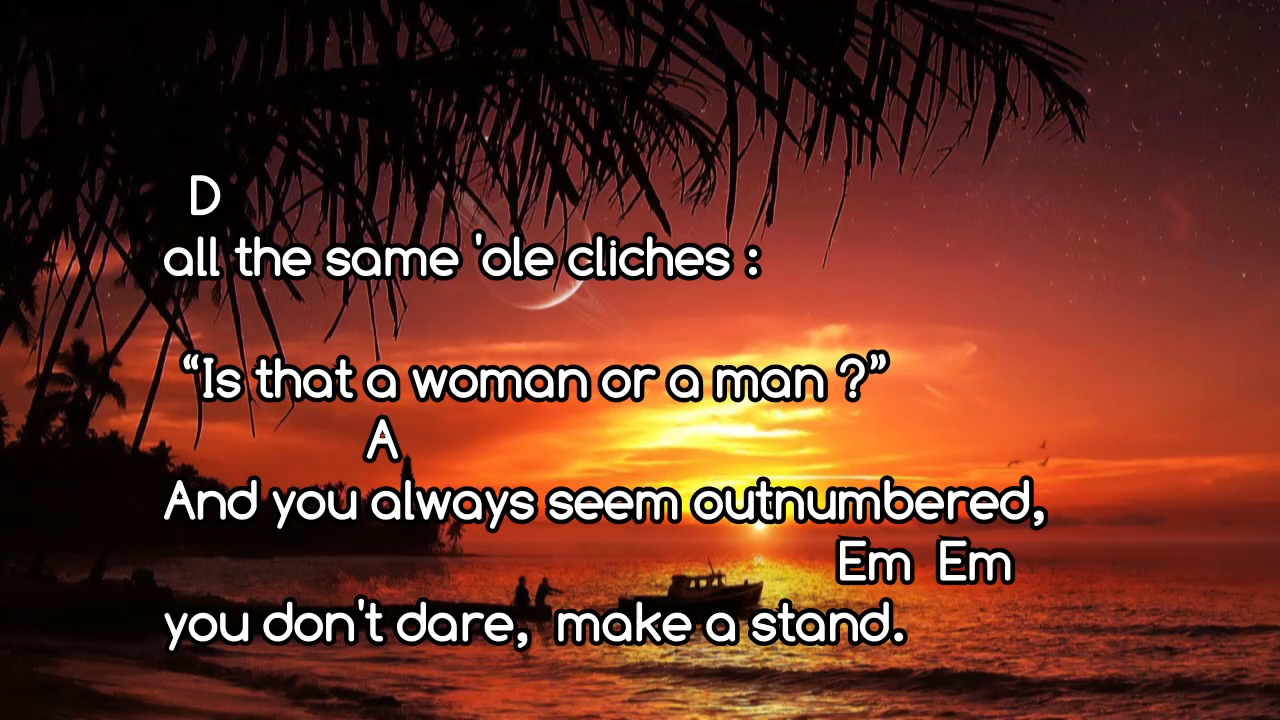 D
all the same 'ole cliches :
“Is that a woman or a man ?”
A
And you always seem outnumbered,
Em Em
you don't dare, make a stand.